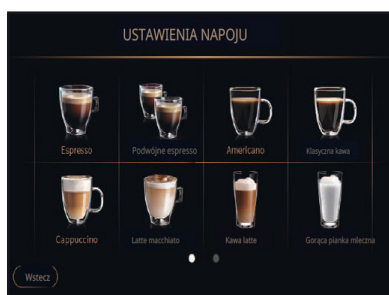 USTAWIENIA NAPOJU
Espresso
Podwójne espresso
Americano
Klasyczna kawa
Cappuccino
Latte macchiato
Kawa latte
Gorąca pianka mleczna
Wstecz